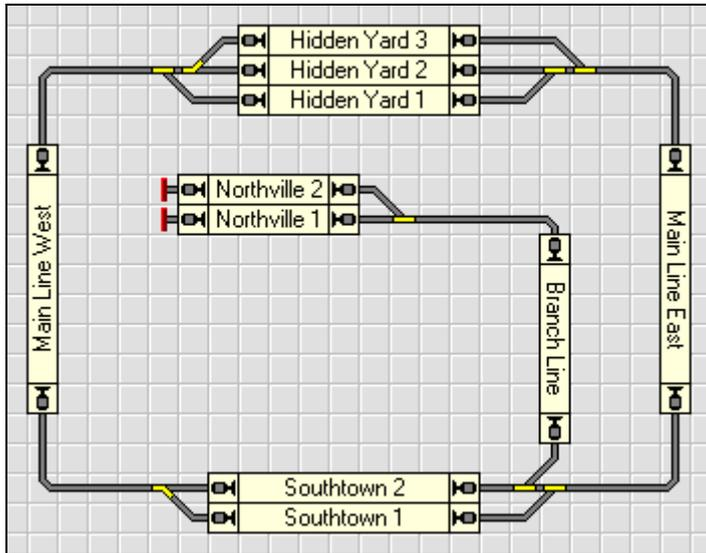 Hidden Yard 3
Hidden Yard 2
Hidden Yard 1
Northville 2
Northville 1
Main Line West
Branch Line
Main Line East
Southtown 2
Southtown 1